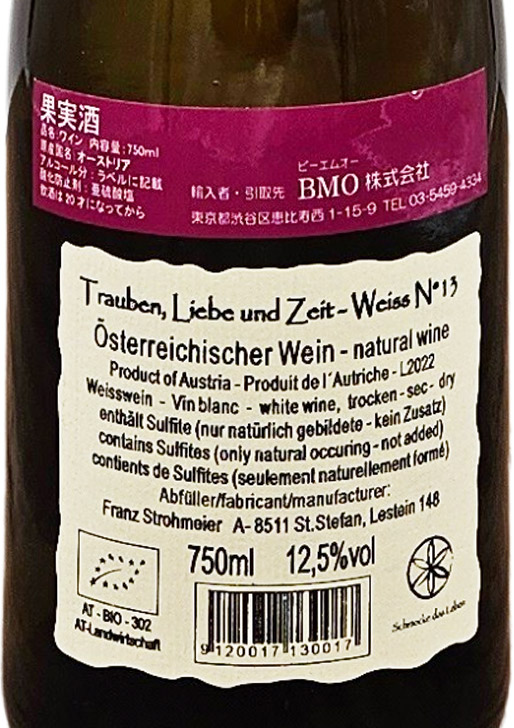 果実酒
品名:ワイン 内容量:750ml
原産国名:オーストリア
アルコール分:ラベルに記載
酸化防止剤:亜硫酸塩
飲酒は20才になってから
輸入者・引取先 BMO株式会社
ビーエムオー
東京都渋谷区恵比寿西1-15-9 TEL 03-5459-4334
Trauben, Liebe und Zeit - Weiss N°13
Österreichischer Wein - natural wine
Product of Austria - Produit de l´Autriche - L2022
Weisswein - Vin blanc - white wine, trocken - sec - dry
enthält Sulfite (nur natürlich gebildete - kein Zusatz)
contains Sulfites (only natural occuring - not added)
contients de Sulfites (seulement naturellement formé)
Abfüller/fabricant/manufacturer:
Franz Strohmeier A- 8511 St.Stefan, Lestein 148
750ml 12,5%vol
AT - BIO - 302
AT-Landwirtschaft
9 120017 130017
Schmecke das Leben